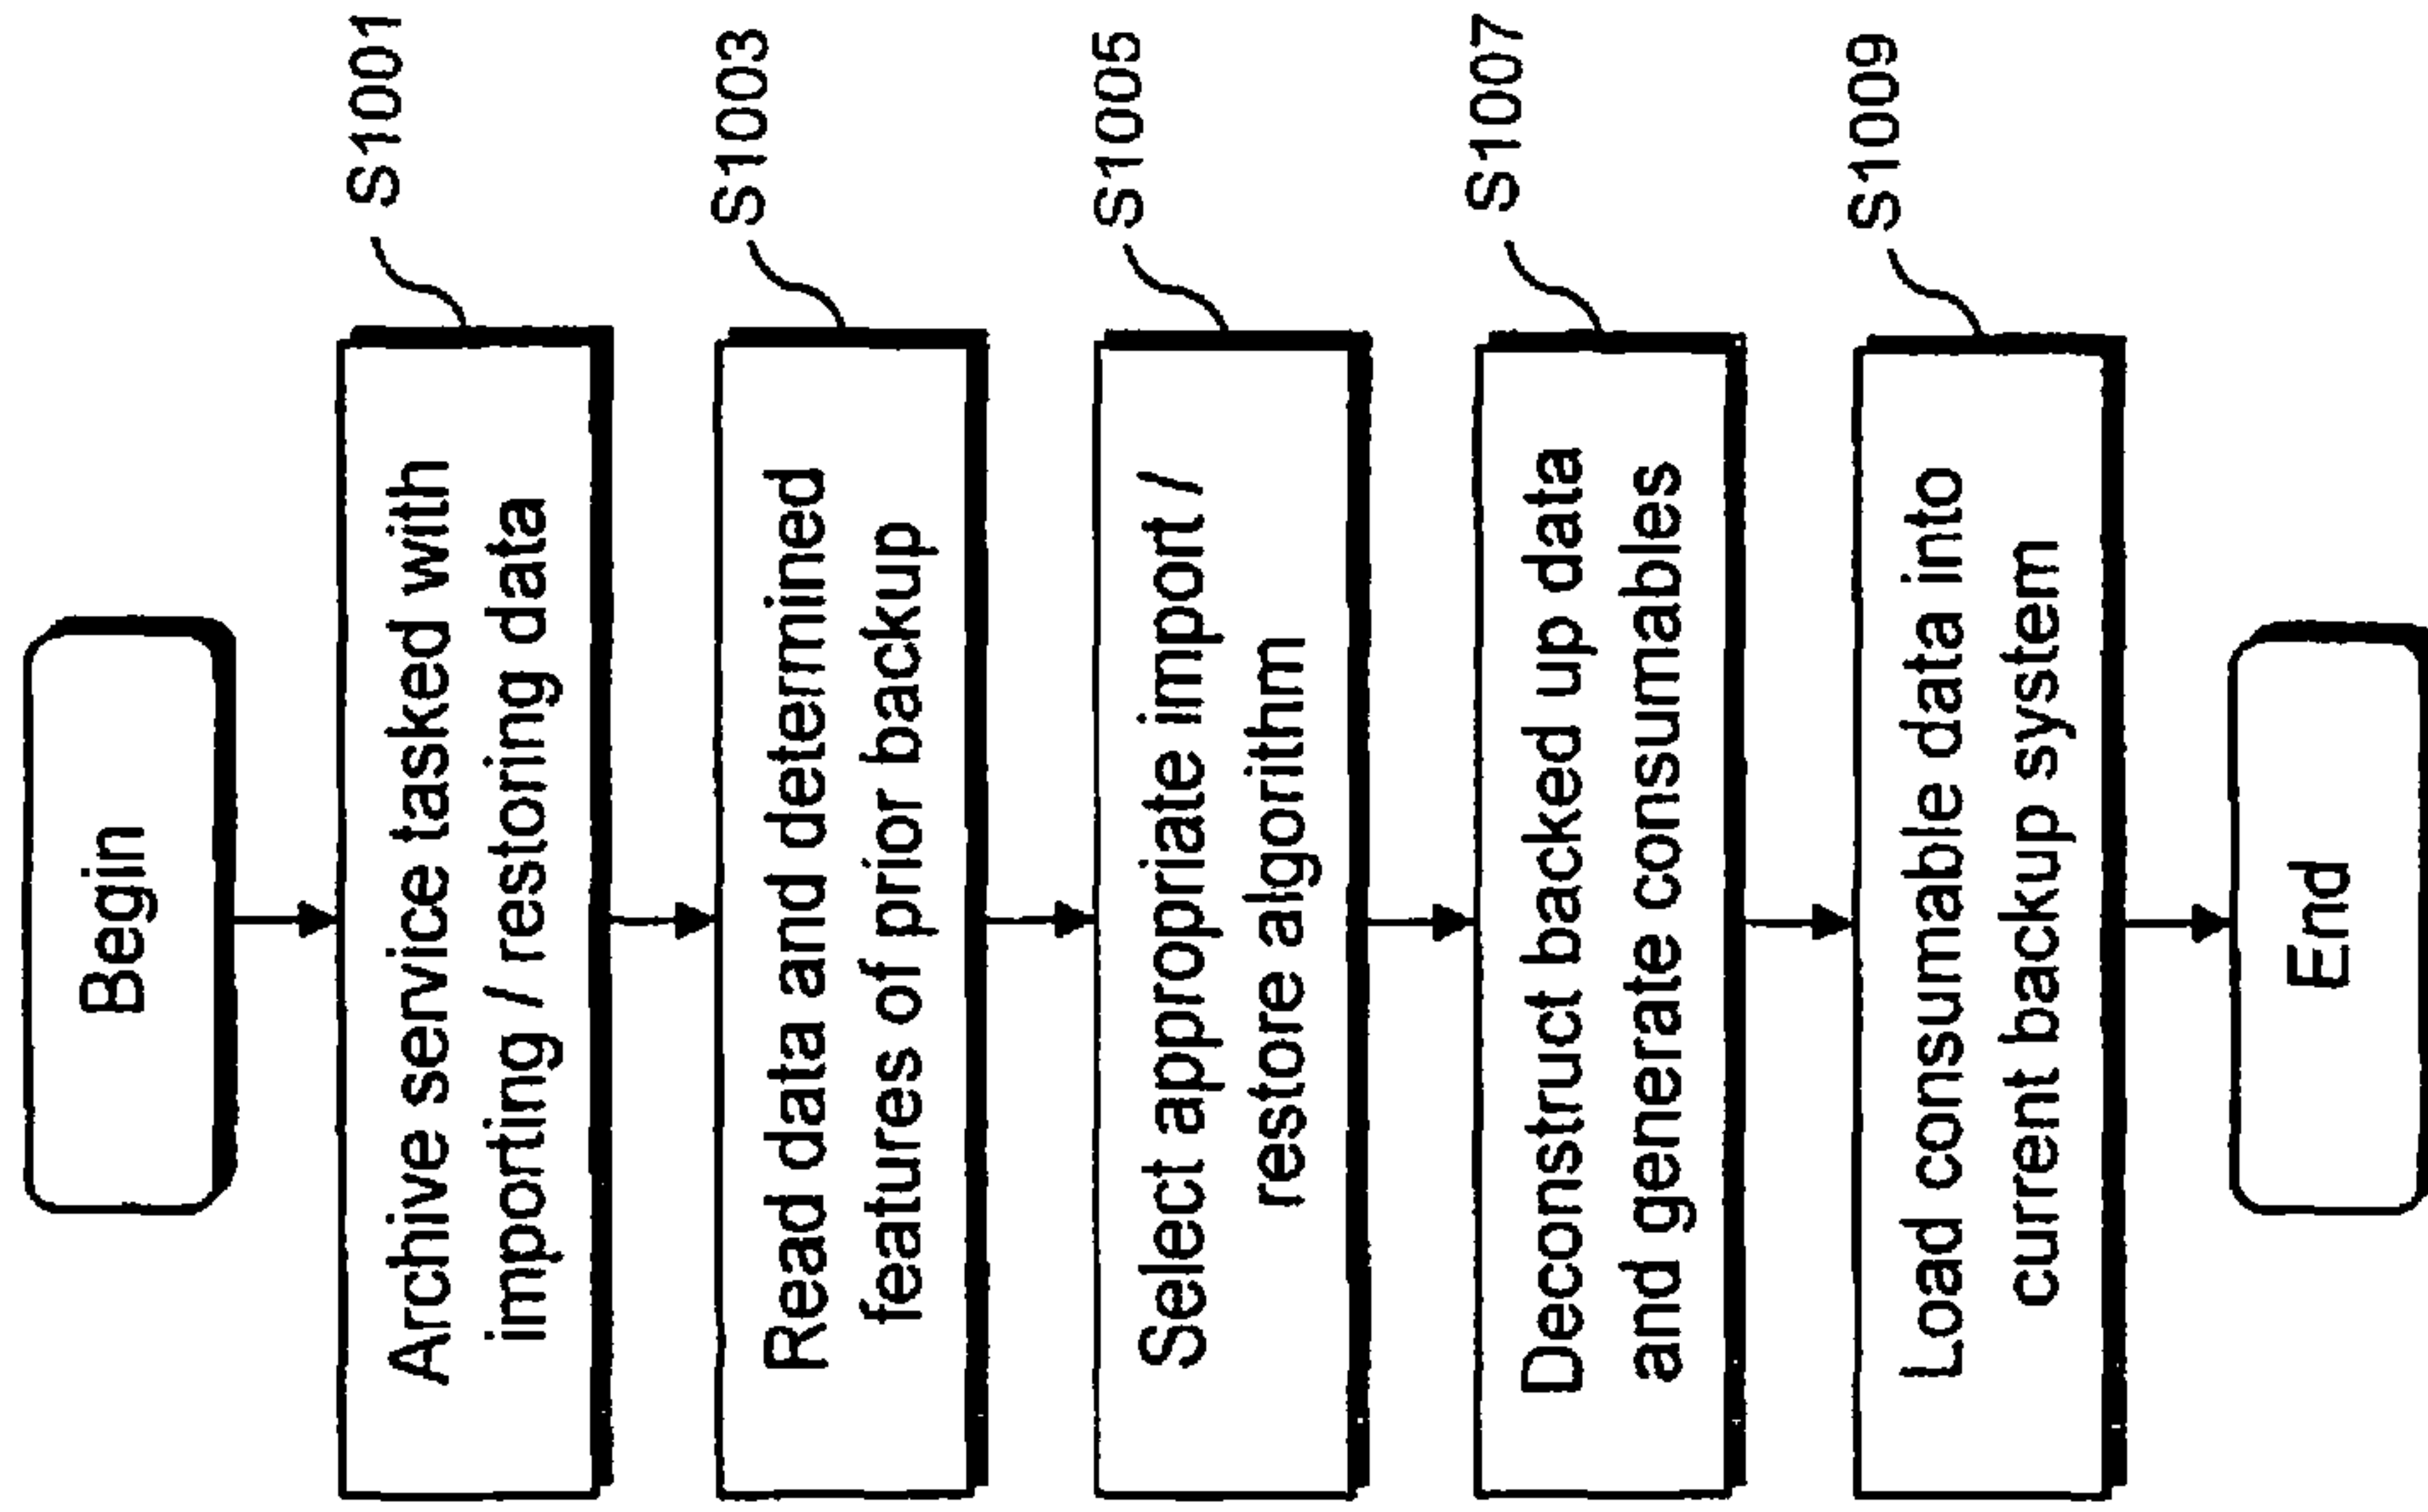 Begin
Archive service tasked with
importing / restoring data
S1001
Read data and determined
features of prior backup
S1003
Select appropriate import /
restore algorithm
S1005
Deconstruct backed up data
and generate consumables
S1007
Load consumable data into
current backup system
S1009
End